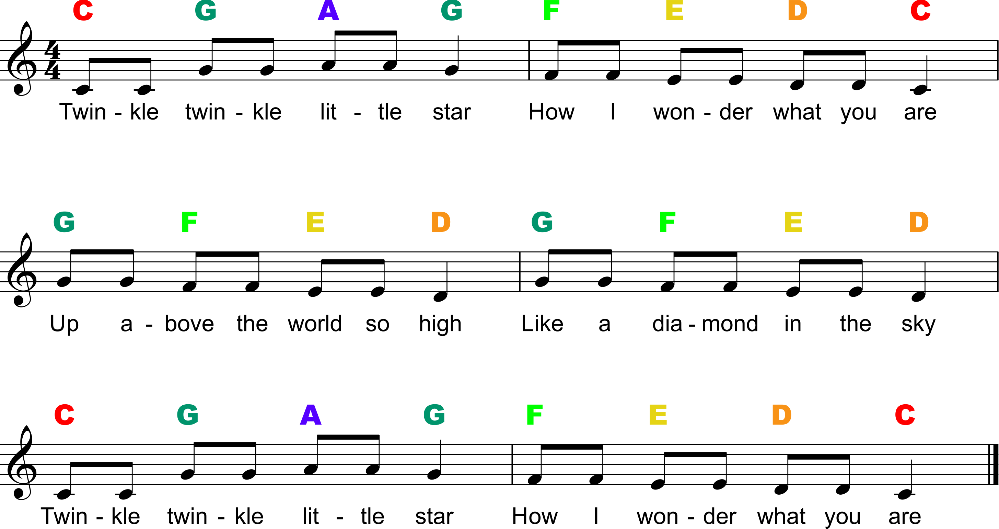 C G A G F E D C
4
4
Twin - kle twin - kle lit - tle star How I won - der what you are
G F E D G F E D
Up a - bove the world so high Like a dia - mond in the sky
C G A G F E D C
Twin - kle twin - kle lit - tle star How I won - der what you are